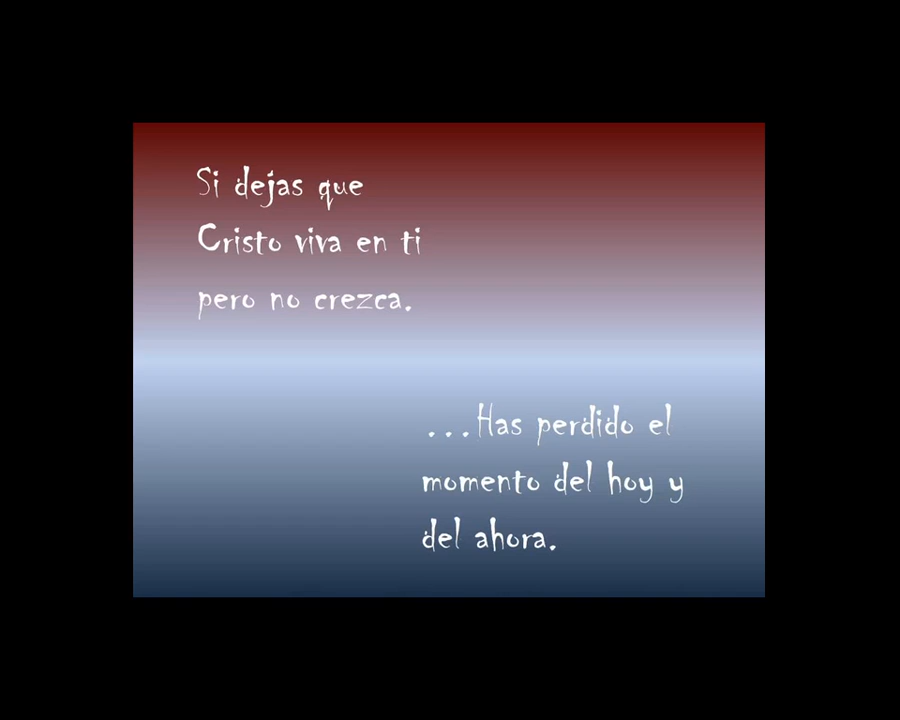 Si dejas que
Cristo viva en ti
pero no crezca.
...Has perdido el
momento del hoy y
del ahora.